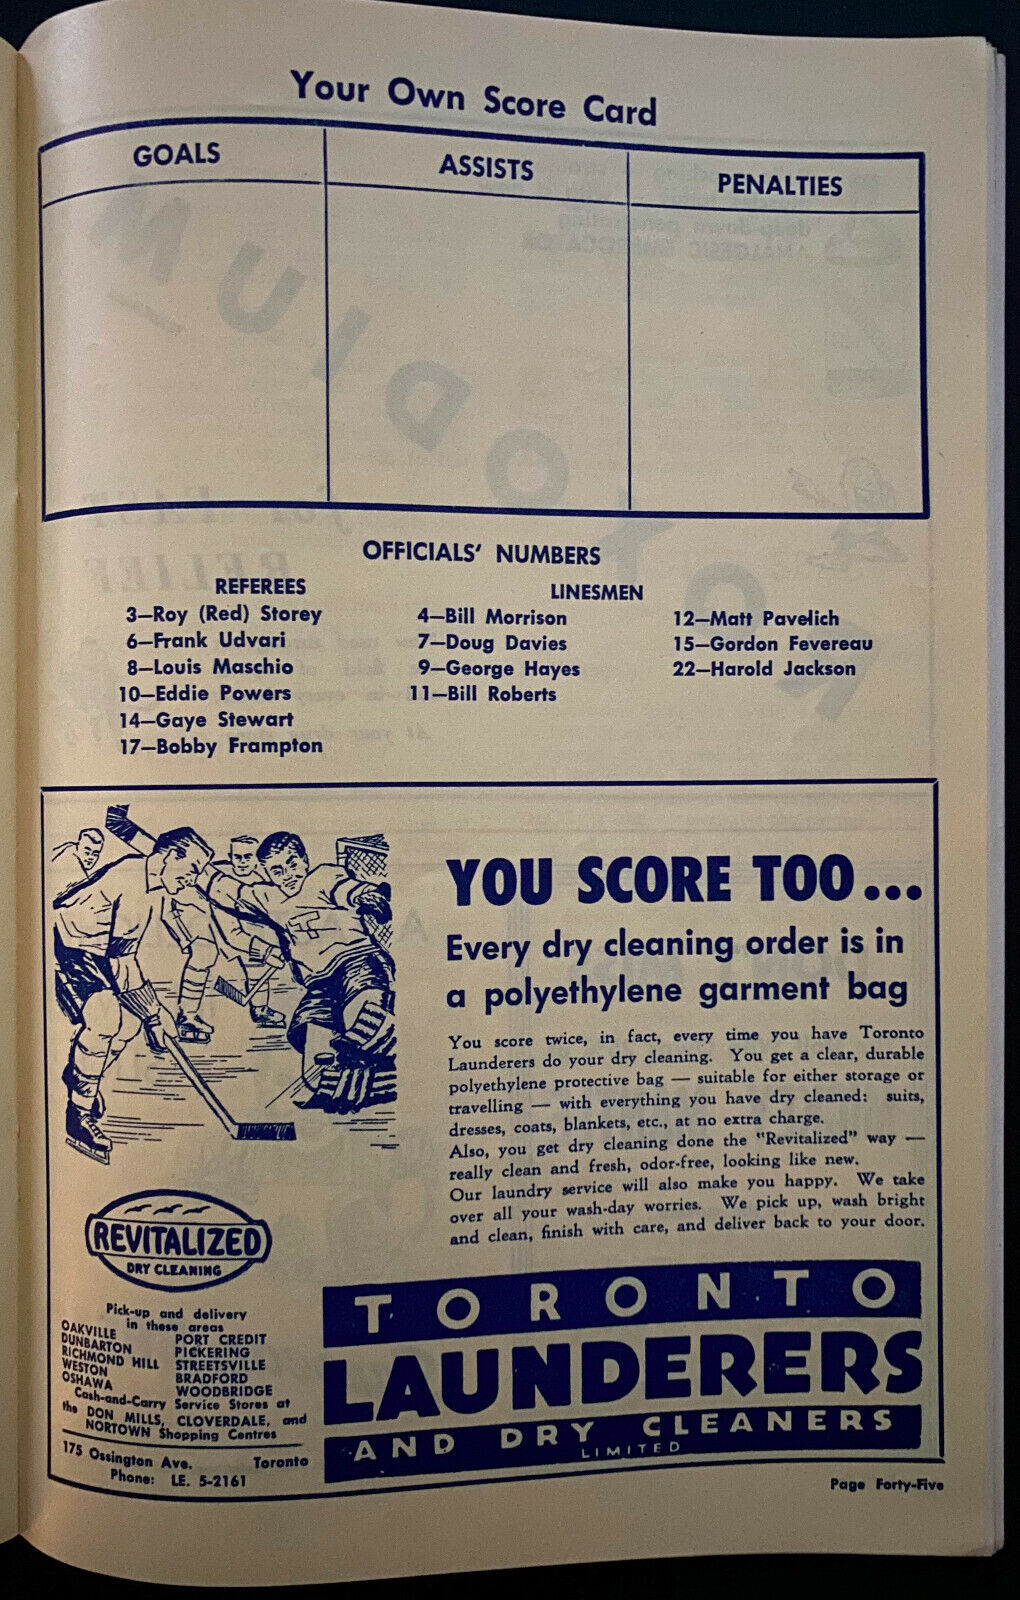 Your Own Score Card
GOALS
ASSISTS
PENALTIES
OFFICIALS' NUMBERS
REFEREES
3—Roy (Red) Storey
6—Frank Udvari
8—Louis Maschio
10—Eddie Powers
14—Gaye Stewart
17—Bobby Frampton
LINESMEN
4—Bill Morrison
7—Doug Davies
9—George Hayes
11—Bill Roberts
12—Matt Pavelich
15—Gordon Fevereau
22—Harold Jackson
YOU SCORE TOO...
Every dry cleaning order is in
a polyethylene garment bag
You score twice, in fact, every time you have Toronto
Launderers do your dry cleaning. You get a clear, durable
polyethylene protective bag — suitable for either storage or
travelling — with everything you have dry cleaned: suits,
dresses, coats, blankets, etc., at no extra charge.
Also, you get dry cleaning done the "Revitalized" way —
really clean and fresh, odor-free, looking like new.
Our laundry service will also make you happy. We take
over all your wash-day worries. We pick up, wash bright
and clean, finish with care, and deliver back to your door.
REVITALIZED
DRY CLEANING
Pick-up and delivery
in these areas
OAKVILLE
DUNBARTON
RICHMOND HILL
WESTON
OSHAWA
PORT CREDIT
PICKERING
STREETSVILLE
BRADFORD
WOODBRIDGE
Cash-and-Carry Service Stores at
the DON MILLS, CLOVERDALE, and
NORTOWN Shopping Centres
175 Ossington Ave. Toronto
Phone: LE. 5-2161
TORONTO
LAUNDERERS
AND DRY CLEANERS
LIMITED
Page Forty-Five